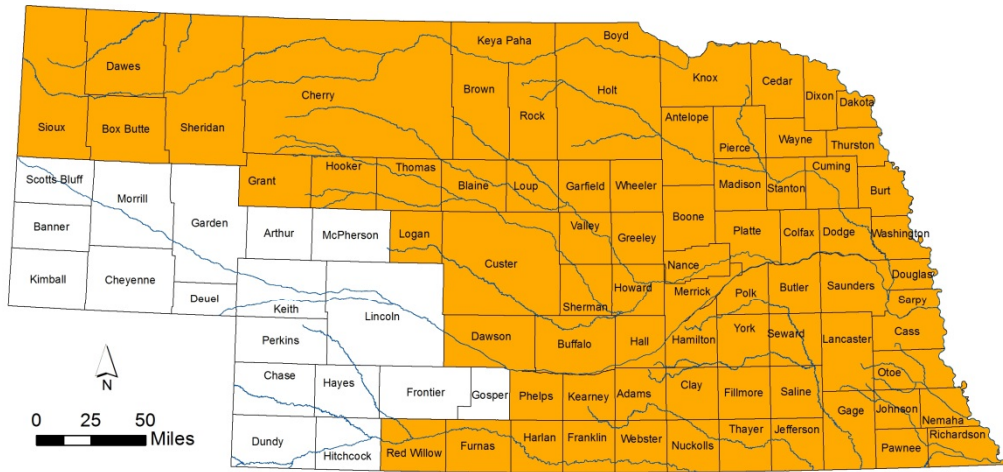 Keya Paha
Boyd
Dawes
Knox
Cedar
Cherry
Brown
Holt
Dixon
Dakota
Rock
Antelope
Sioux
Box Butte
Sheridan
Pierce
Wayne
Thurston
Scotts Bluff
Morrill
Garden
Grant
Hooker
Thomas
Blaine
Loup
Garfield
Wheeler
Madison
Stanton
Cuming
Burt
Banner
Arthur
McPherson
Logan
Custer
Valley
Greeley
Boone
Platte
Colfax
Dodge
Washington
Kimball
Cheyenne
Deuel
Keith
Lincoln
Sherman
Howard
Nance
Merrick
Polk
Butler
Saunders
Douglas
Sarpy
Perkins
Dawson
Buffalo
Hall
Hamilton
York
Seward
Lancaster
Cass
Otoe
Chase
Hayes
Frontier
Gosper
Phelps
Kearney
Adams
Clay
Fillmore
Saline
Gage
Johnson
Nemaha
Dundy
Hitchcock
Red Willow
Furnas
Harlan
Franklin
Webster
Nuckolls
Thayer
Jefferson
Pawnee
Richardson
N
0 25 50
Miles